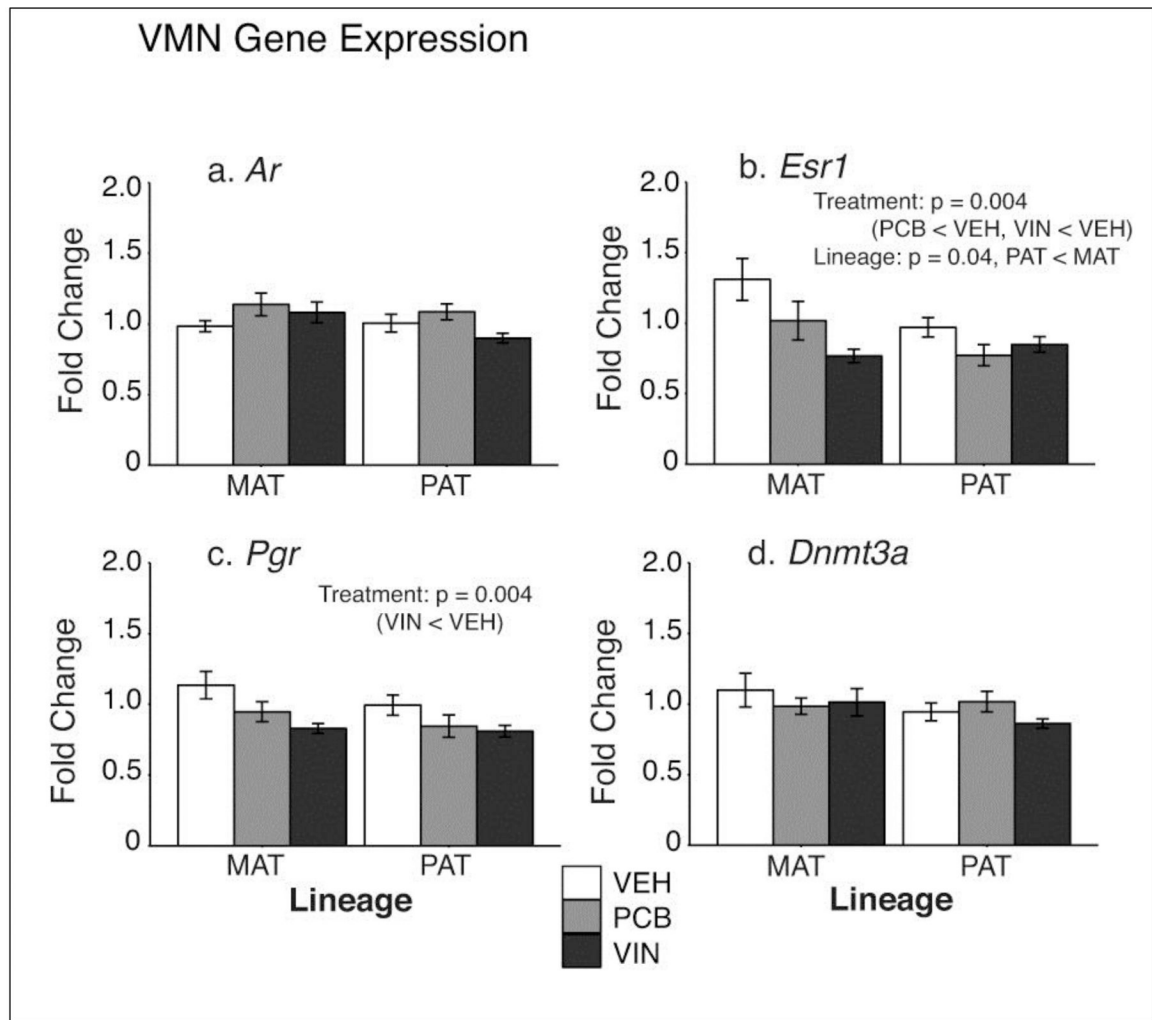 VMN Gene Expression
a. Ar
2.0
1.5
1.0
0.5
0
Fold Change
MAT PAT
b. Esr1
Treatment: p = 0.004
(PCB < VEH, VIN < VEH)
Lineage: p = 0.04, PAT < MAT
2.0
1.5
1.0
0.5
0
Fold Change
MAT PAT
c. Pgr
Treatment: p = 0.004
(VIN < VEH)
2.0
1.5
1.0
0.5
0
Fold Change
MAT PAT
Lineage
d. Dnmt3a
2.0
1.5
1.0
0.5
0
Fold Change
MAT PAT
Lineage
VEH
PCB
VIN